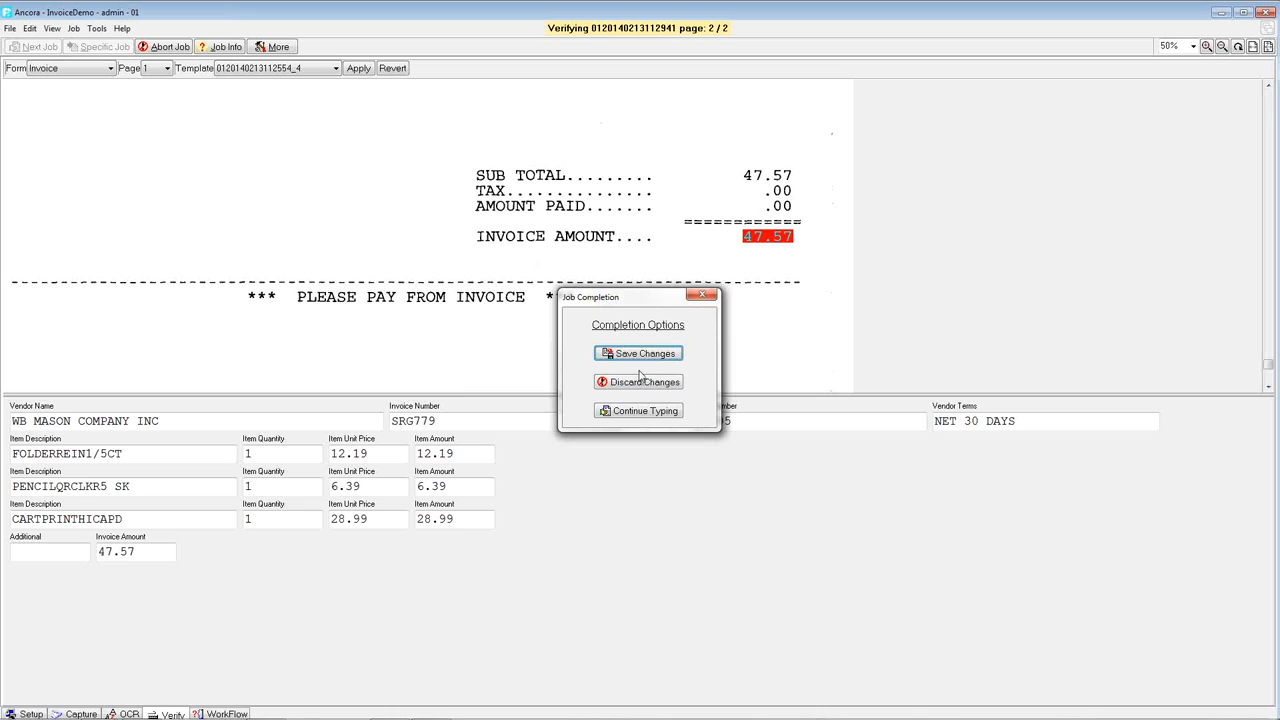 Ancora - InvoiceDemo - admin - 01
File Edit View Job Tools Help
Verifying 0120140213112941 page: 2 / 2
Next Job Specific Job Abort Job Job Info More 50%
Form Invoice Page 1 Template 0120140213112554_4 Apply Revert
SUB TOTAL......... 47.57
TAX............... .00
AMOUNT PAID....... .00
============
INVOICE AMOUNT.... 47.57
*** PLEASE PAY FROM INVOICE *
Job Completion
Completion Options
Save Changes
Discard Changes
Continue Typing
Vendor Name Invoice Number Vendor Terms
WB MASON COMPANY INC SRG779 NET 30 DAYS
Item Description Item Quantity Item Unit Price Item Amount
FOLDERREIN1/5CT 1 12.19 12.19
Item Description Item Quantity Item Unit Price Item Amount
PENCILQRCLKR5 SK 1 6.39 6.39
Item Description Item Quantity Item Unit Price Item Amount
CARTPRINTHICAPD 1 28.99 28.99
Additional Invoice Amount
47.57
Setup Capture OCR Verify WorkFlow